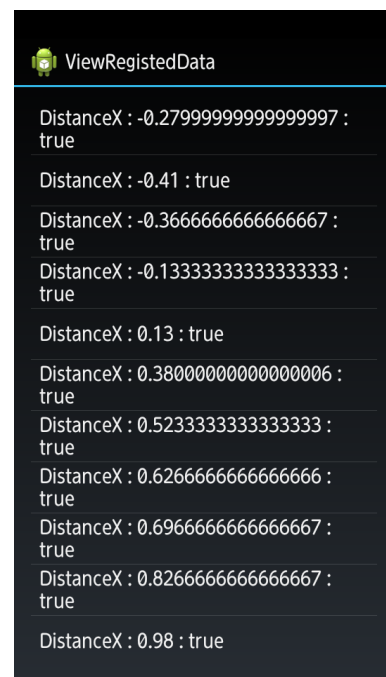 ViewRegistedData
DistanceX : -0.27999999999999997 :
true
DistanceX : -0.41 : true
DistanceX : -0.3666666666666667 :
true
DistanceX : -0.13333333333333333 :
true
DistanceX : 0.13 : true
DistanceX : 0.38000000000000006 :
true
DistanceX : 0.5233333333333333 :
true
DistanceX : 0.6266666666666666 :
true
DistanceX : 0.6966666666666667 :
true
DistanceX : 0.8266666666666667 :
true
DistanceX : 0.98 : true